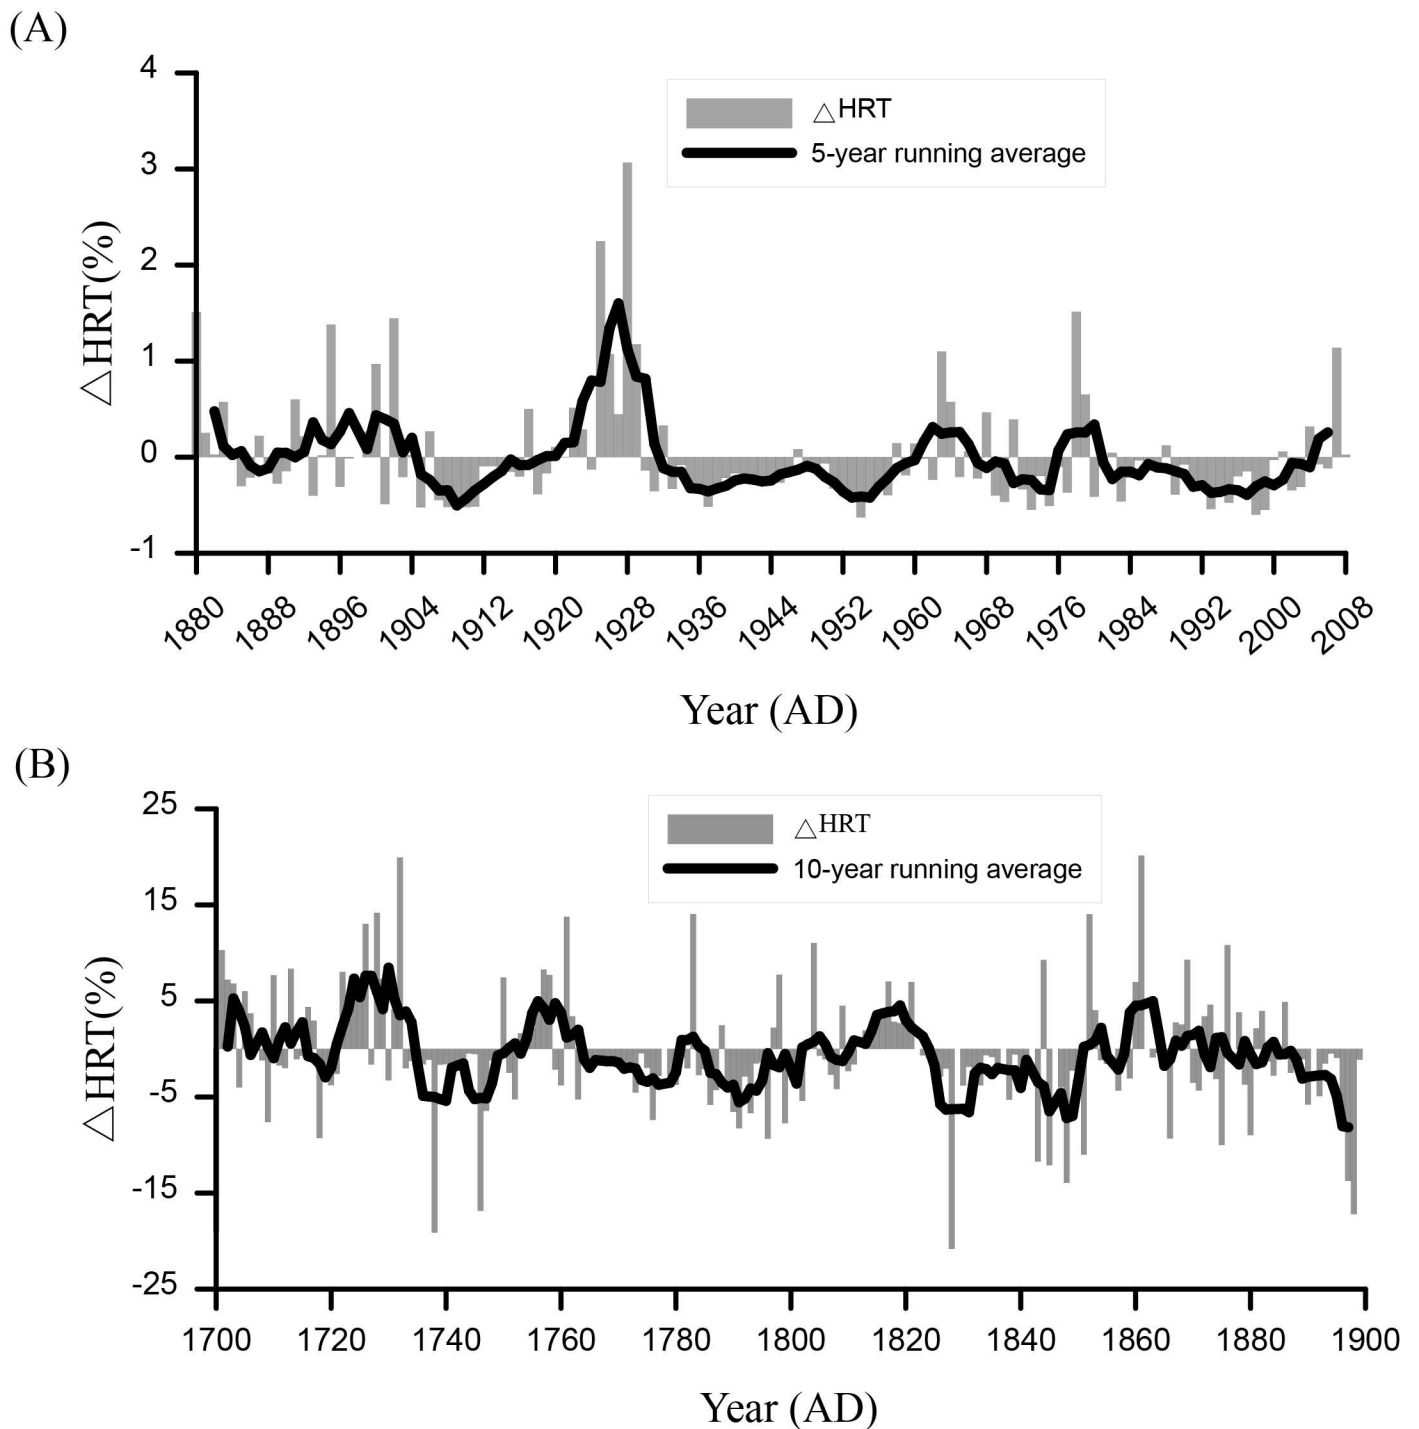 (A)
4
3
2
1
0
-1
△HRT(%)
△HRT
5-year running average
1880 1888 1896 1904 1912 1920 1928 1936 1944 1952 1960 1968 1976 1984 1992 2000 2008
Year (AD)
(B)
25
15
5
-5
-15
-25
△HRT(%)
△HRT
10-year running average
1700 1720 1740 1760 1780 1800 1820 1840 1860 1880 1900
Year (AD)